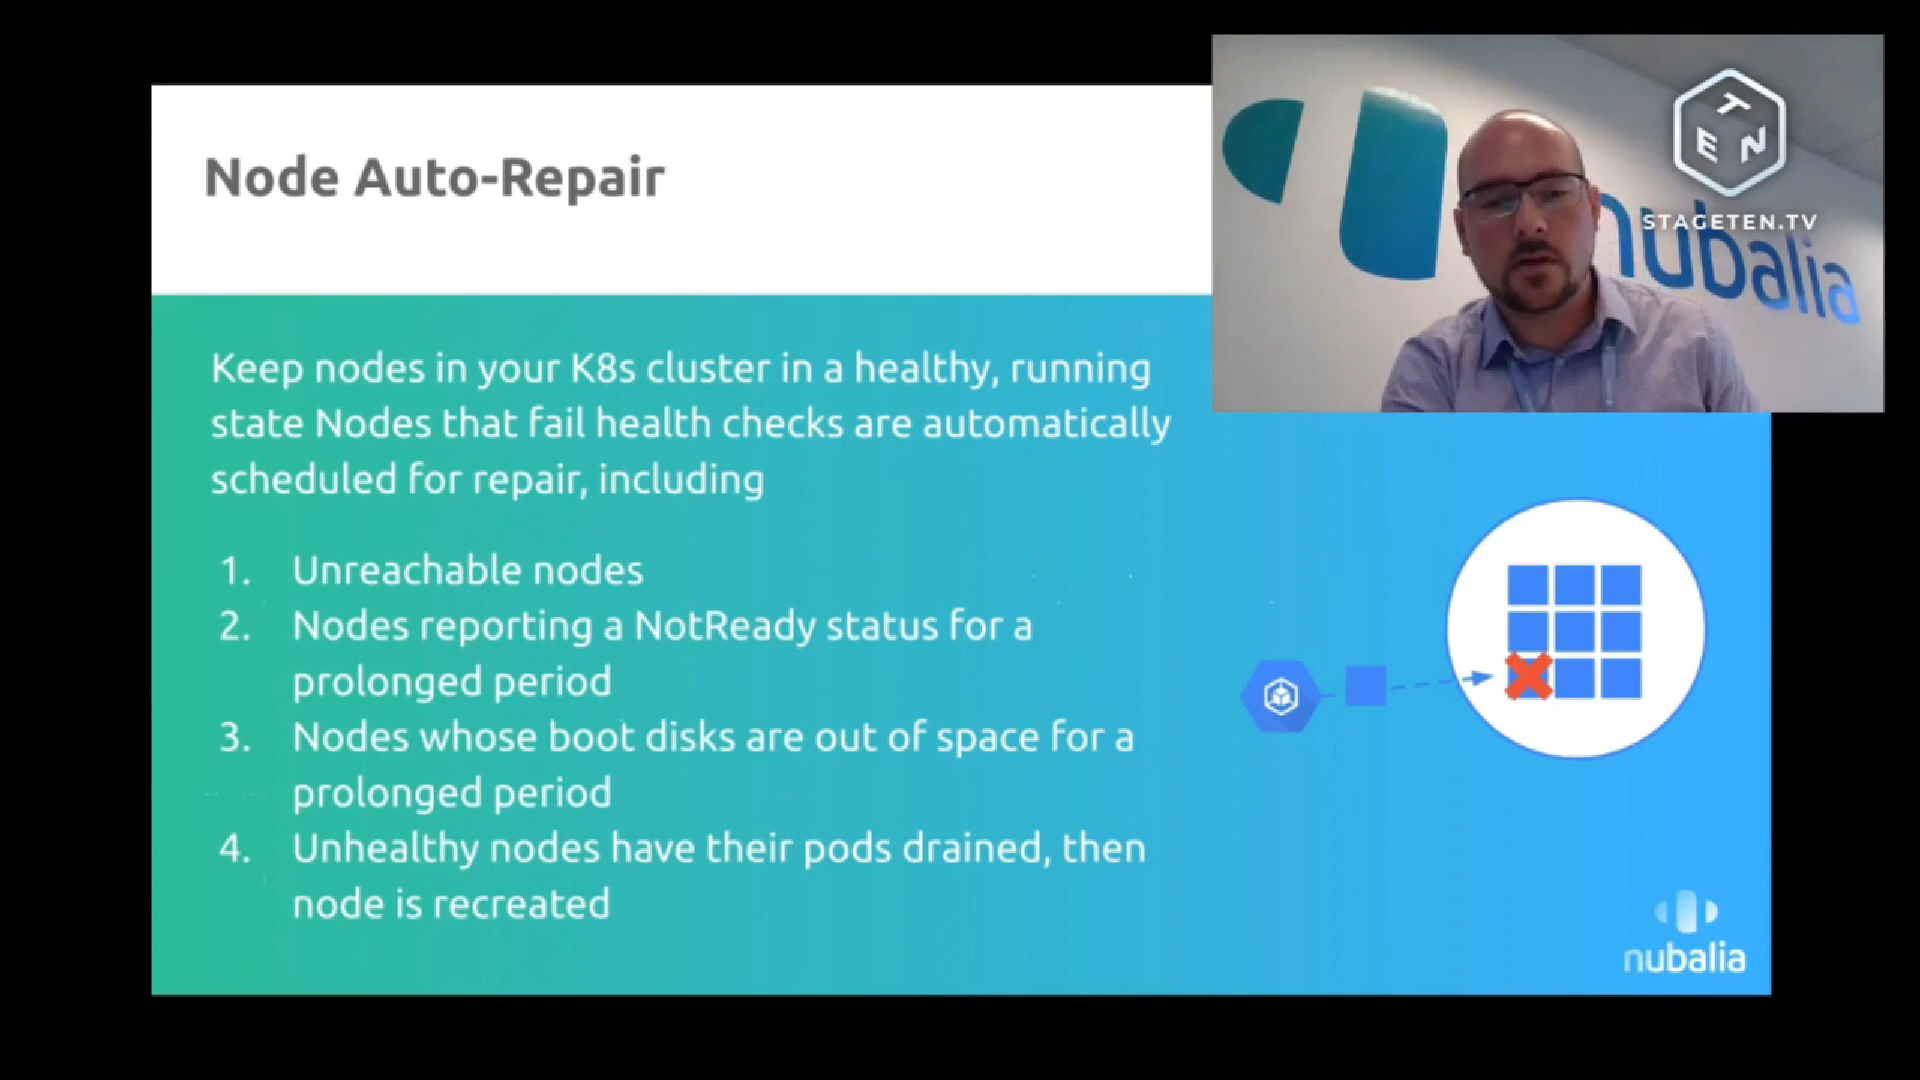 Node Auto-Repair
TEN
STAGETEN.TV
nubalia
Keep nodes in your K8s cluster in a healthy, running
state Nodes that fail health checks are automatically
scheduled for repair, including
1. Unreachable nodes
2. Nodes reporting a NotReady status for a
prolonged period
3. Nodes whose boot disks are out of space for a
prolonged period
4. Unhealthy nodes have their pods drained, then
node is recreated
nubalia